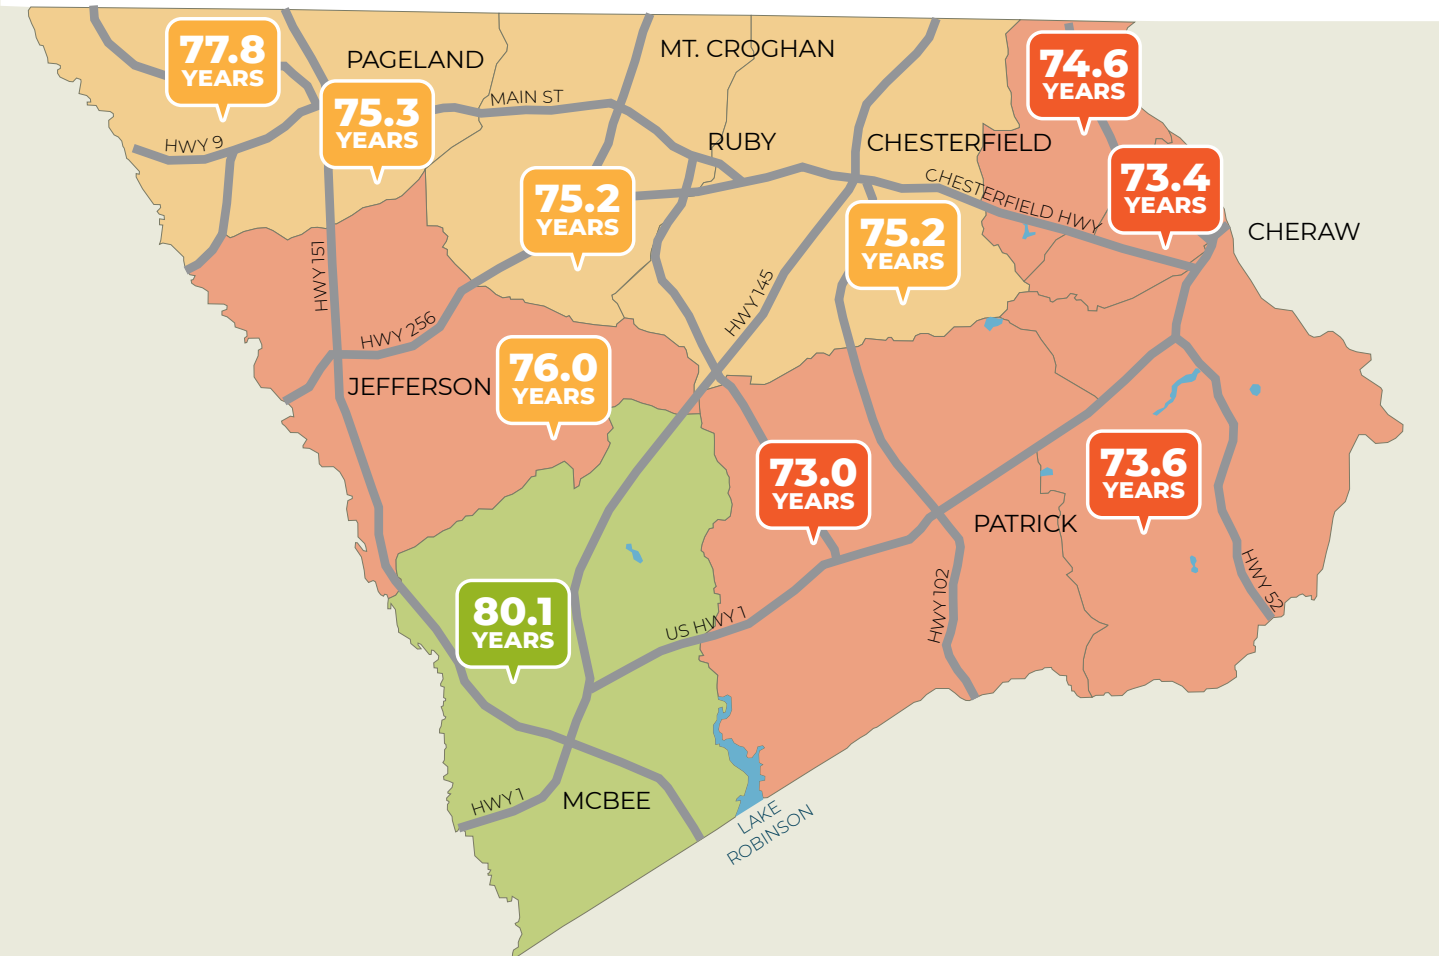 77.8
YEARS
PAGELAND
MT. CROGHAN
74.6
YEARS
75.3
YEARS
MAIN ST
HWY 9
RUBY
CHESTERFIELD
73.4
YEARS
75.2
YEARS
CHESTERFIELD HWY
75.2
YEARS
CHERAW
HWY 151
HWY 145
HWY 256
76.0
YEARS
JEFFERSON
73.0
YEARS
73.6
YEARS
PATRICK
80.1
YEARS
US HWY 1
HWY 102
HWY 52
HWY 1
MCBEE
LAKE
ROBINSON